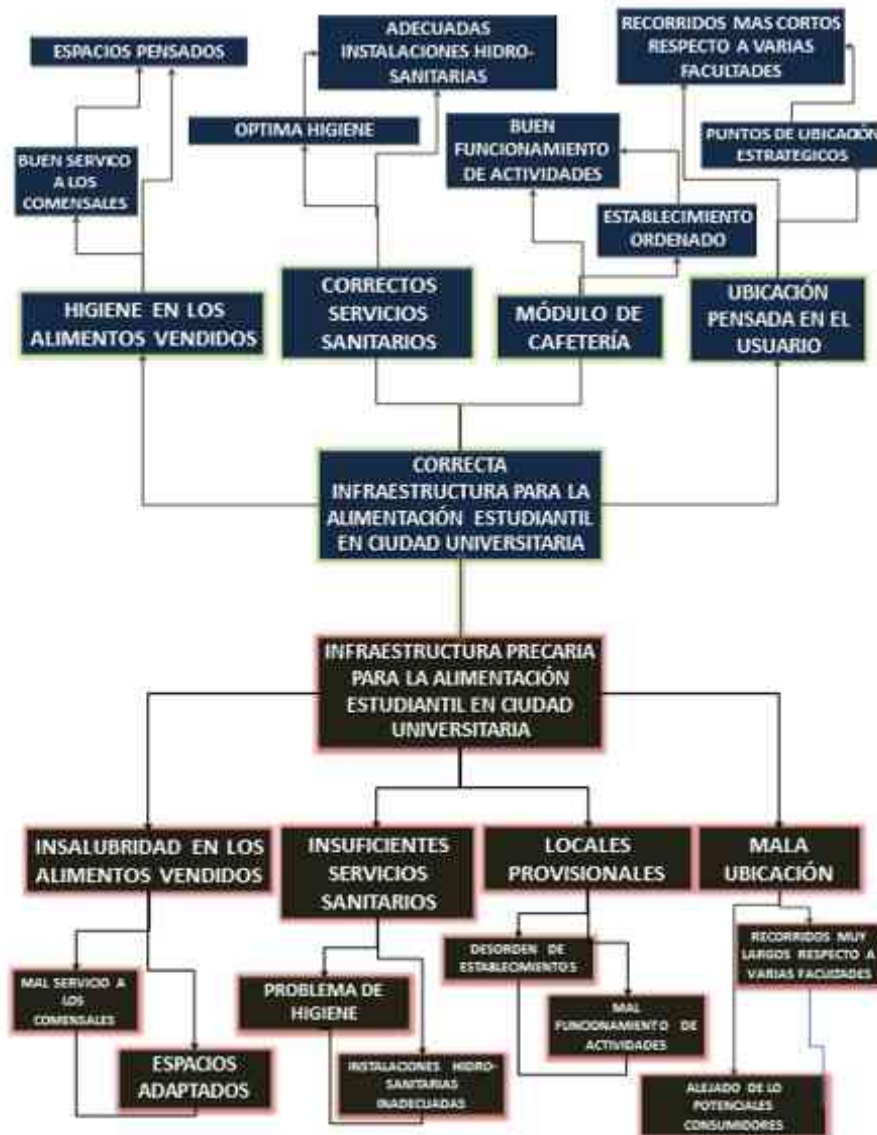 ESPACIOS PENSADOS
ADECUADAS
INSTALACIONES HIDRO-
SANITARIAS
RECORRIDOS MAS CORTOS
RESPECTO A VARIAS
FACULTADES
OPTIMA HIGIENE
BUEN
FUNCIONAMIENTO
DE ACTIVIDADES
PUNTOS DE UBICACIÓN
ESTRATEGICOS
BUEN SERVICO
A LOS
COMENSALES
ESTABLECIMIENTO
ORDENADO
HIGIENE EN LOS
ALIMENTOS VENDIDOS
CORRECTOS
SERVICIOS
SANITARIOS
MÓDULO DE
CAFETERÍA
UBICACIÓN
PENSADA EN EL
USUARIO
CORRECTA
INFRAESTRUCTURA PARA LA
ALIMENTACIÓN ESTUDIANTIL
EN CIUDAD UNIVERSITARIA
INFRAESTRUCTURA PRECARIA
PARA LA ALIMENTACIÓN
ESTUDIANTIL EN CIUDAD
UNIVERSITARIA
INSALUBRIDAD EN LOS
ALIMENTOS VENDIDOS
INSUFICIENTES
SERVICIOS
SANITARIOS
LOCALES
PROVISIONALES
MALA
UBICACIÓN
MAL SERVICIO A
LOS
COMENSALES
PROBLEMA DE
HIGIENE
DESORDEN DE
ESTABLECIMIENTOS
RECORRIDOS MUY
LARGOS RESPECTO A
VARIAS FACULTADES
ESPACIOS
ADAPTADOS
INSTALACIONES HIDRO-
SANITARIAS
INADECUADAS
MAL
FUNCIONAMIENTO DE
ACTIVIDADES
ALEJADO DE LO
POTENCIALES
CONSUMIDORES